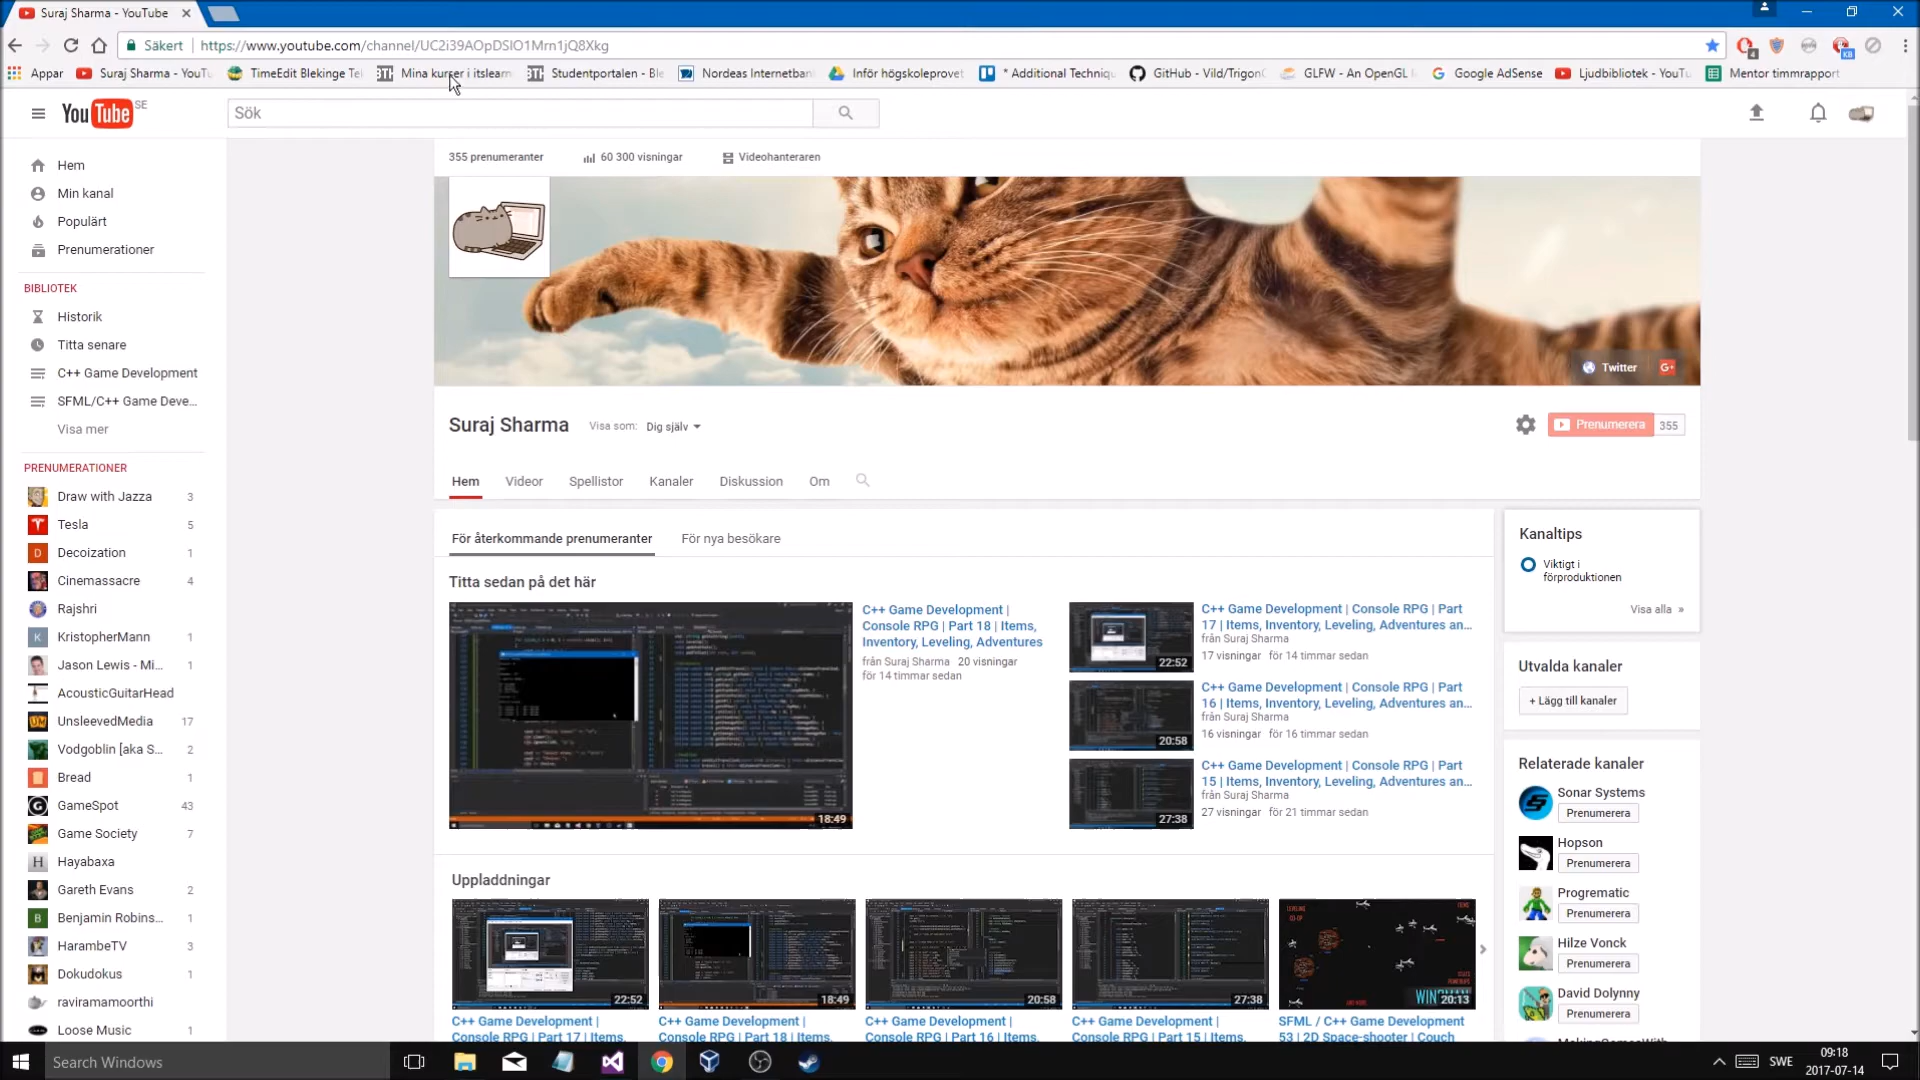 Suraj Sharma - YouTube
Säkert
https://www.youtube.com/channel/UC2i39AOpDSlO1Mrn1jQ8Xkg
Appar
Suraj Sharma - YouTu
TimeEdit Blekinge Te
Mina kurser i itslearn
Studentportalen - Ble
Nordeas Internetban
Inför högskoleprovet
* Additional Techniqu
GitHub - Vild/Trigon
GLFW - An OpenGL
Google AdSense
Ljudbibliotek - YouTu
Mentor timmrapport
YouTube SE
Sök
Hem
Min kanal
Populärt
Prenumerationer
BIBLIOTEK
Historik
Titta senare
C++ Game Development
SFML/C++ Game Deve...
Visa mer
PRENUMERATIONER
Draw with Jazza 3
Tesla 5
Decoization 1
Cinemassacre 4
Rajshri
KristopherMann 1
Jason Lewis - Mi... 1
AcousticGuitarHead
UnsleevedMedia 17
Vodgoblin [aka S... 2
Bread 1
GameSpot 43
Game Society 7
Hayabaxa
Gareth Evans 2
Benjamin Robins... 1
HarambeTV 3
Dokudokus 1
raviramamoorthi
Loose Music 1
355 prenumeranter
60 300 visningar
Videohanteraren
Twitter
G+
Suraj Sharma
Visa som: Dig själv
Prenumerera 355
Hem
Videor
Spellistor
Kanaler
Diskussion
Om
För återkommande prenumeranter
För nya besökare
Titta sedan på det här
18:49
C++ Game Development |
Console RPG | Part 18 | Items,
Inventory, Leveling, Adventures
från Suraj Sharma 20 visningar
för 14 timmar sedan
22:52
C++ Game Development | Console RPG | Part
17 | Items, Inventory, Leveling, Adventures an...
från Suraj Sharma
17 visningar för 14 timmar sedan
20:58
C++ Game Development | Console RPG | Part
16 | Items, Inventory, Leveling, Adventures an...
från Suraj Sharma
16 visningar för 16 timmar sedan
27:38
C++ Game Development | Console RPG | Part
15 | Items, Inventory, Leveling, Adventures an...
från Suraj Sharma
27 visningar för 21 timmar sedan
Uppladdningar
22:52
C++ Game Development |
Console RPG | Part 17 | Items,
18:49
C++ Game Development |
Console RPG | Part 18 | Items,
20:58
C++ Game Development |
Console RPG | Part 16 | Items,
27:38
C++ Game Development |
Console RPG | Part 15 | Items,
20:13
SFML / C++ Game Development
53 | 2D Space-shooter | Couch
Kanaltips
Viktigt i
förproduktionen
Visa alla »
Utvalda kanaler
+ Lägg till kanaler
Relaterade kanaler
Sonar Systems
Prenumerera
Hopson
Prenumerera
Progrematic
Prenumerera
Hilze Vonck
Prenumerera
David Dolynny
Prenumerera
MakingGamesWith
Search Windows
SWE
09:18
2017-07-14